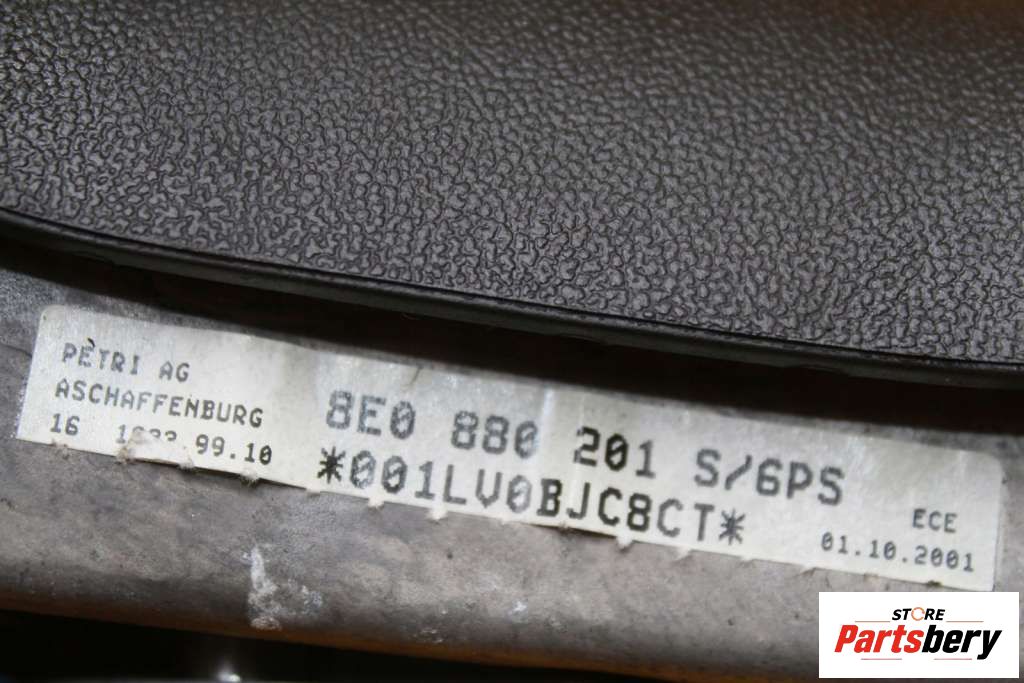 PETRI AG
ASCHAFFENBURG
16 99.10
8E0 880 201 S/6PS
*001LV0BJC8CT*
ECE
01.10.2001
STORE
Partsbery